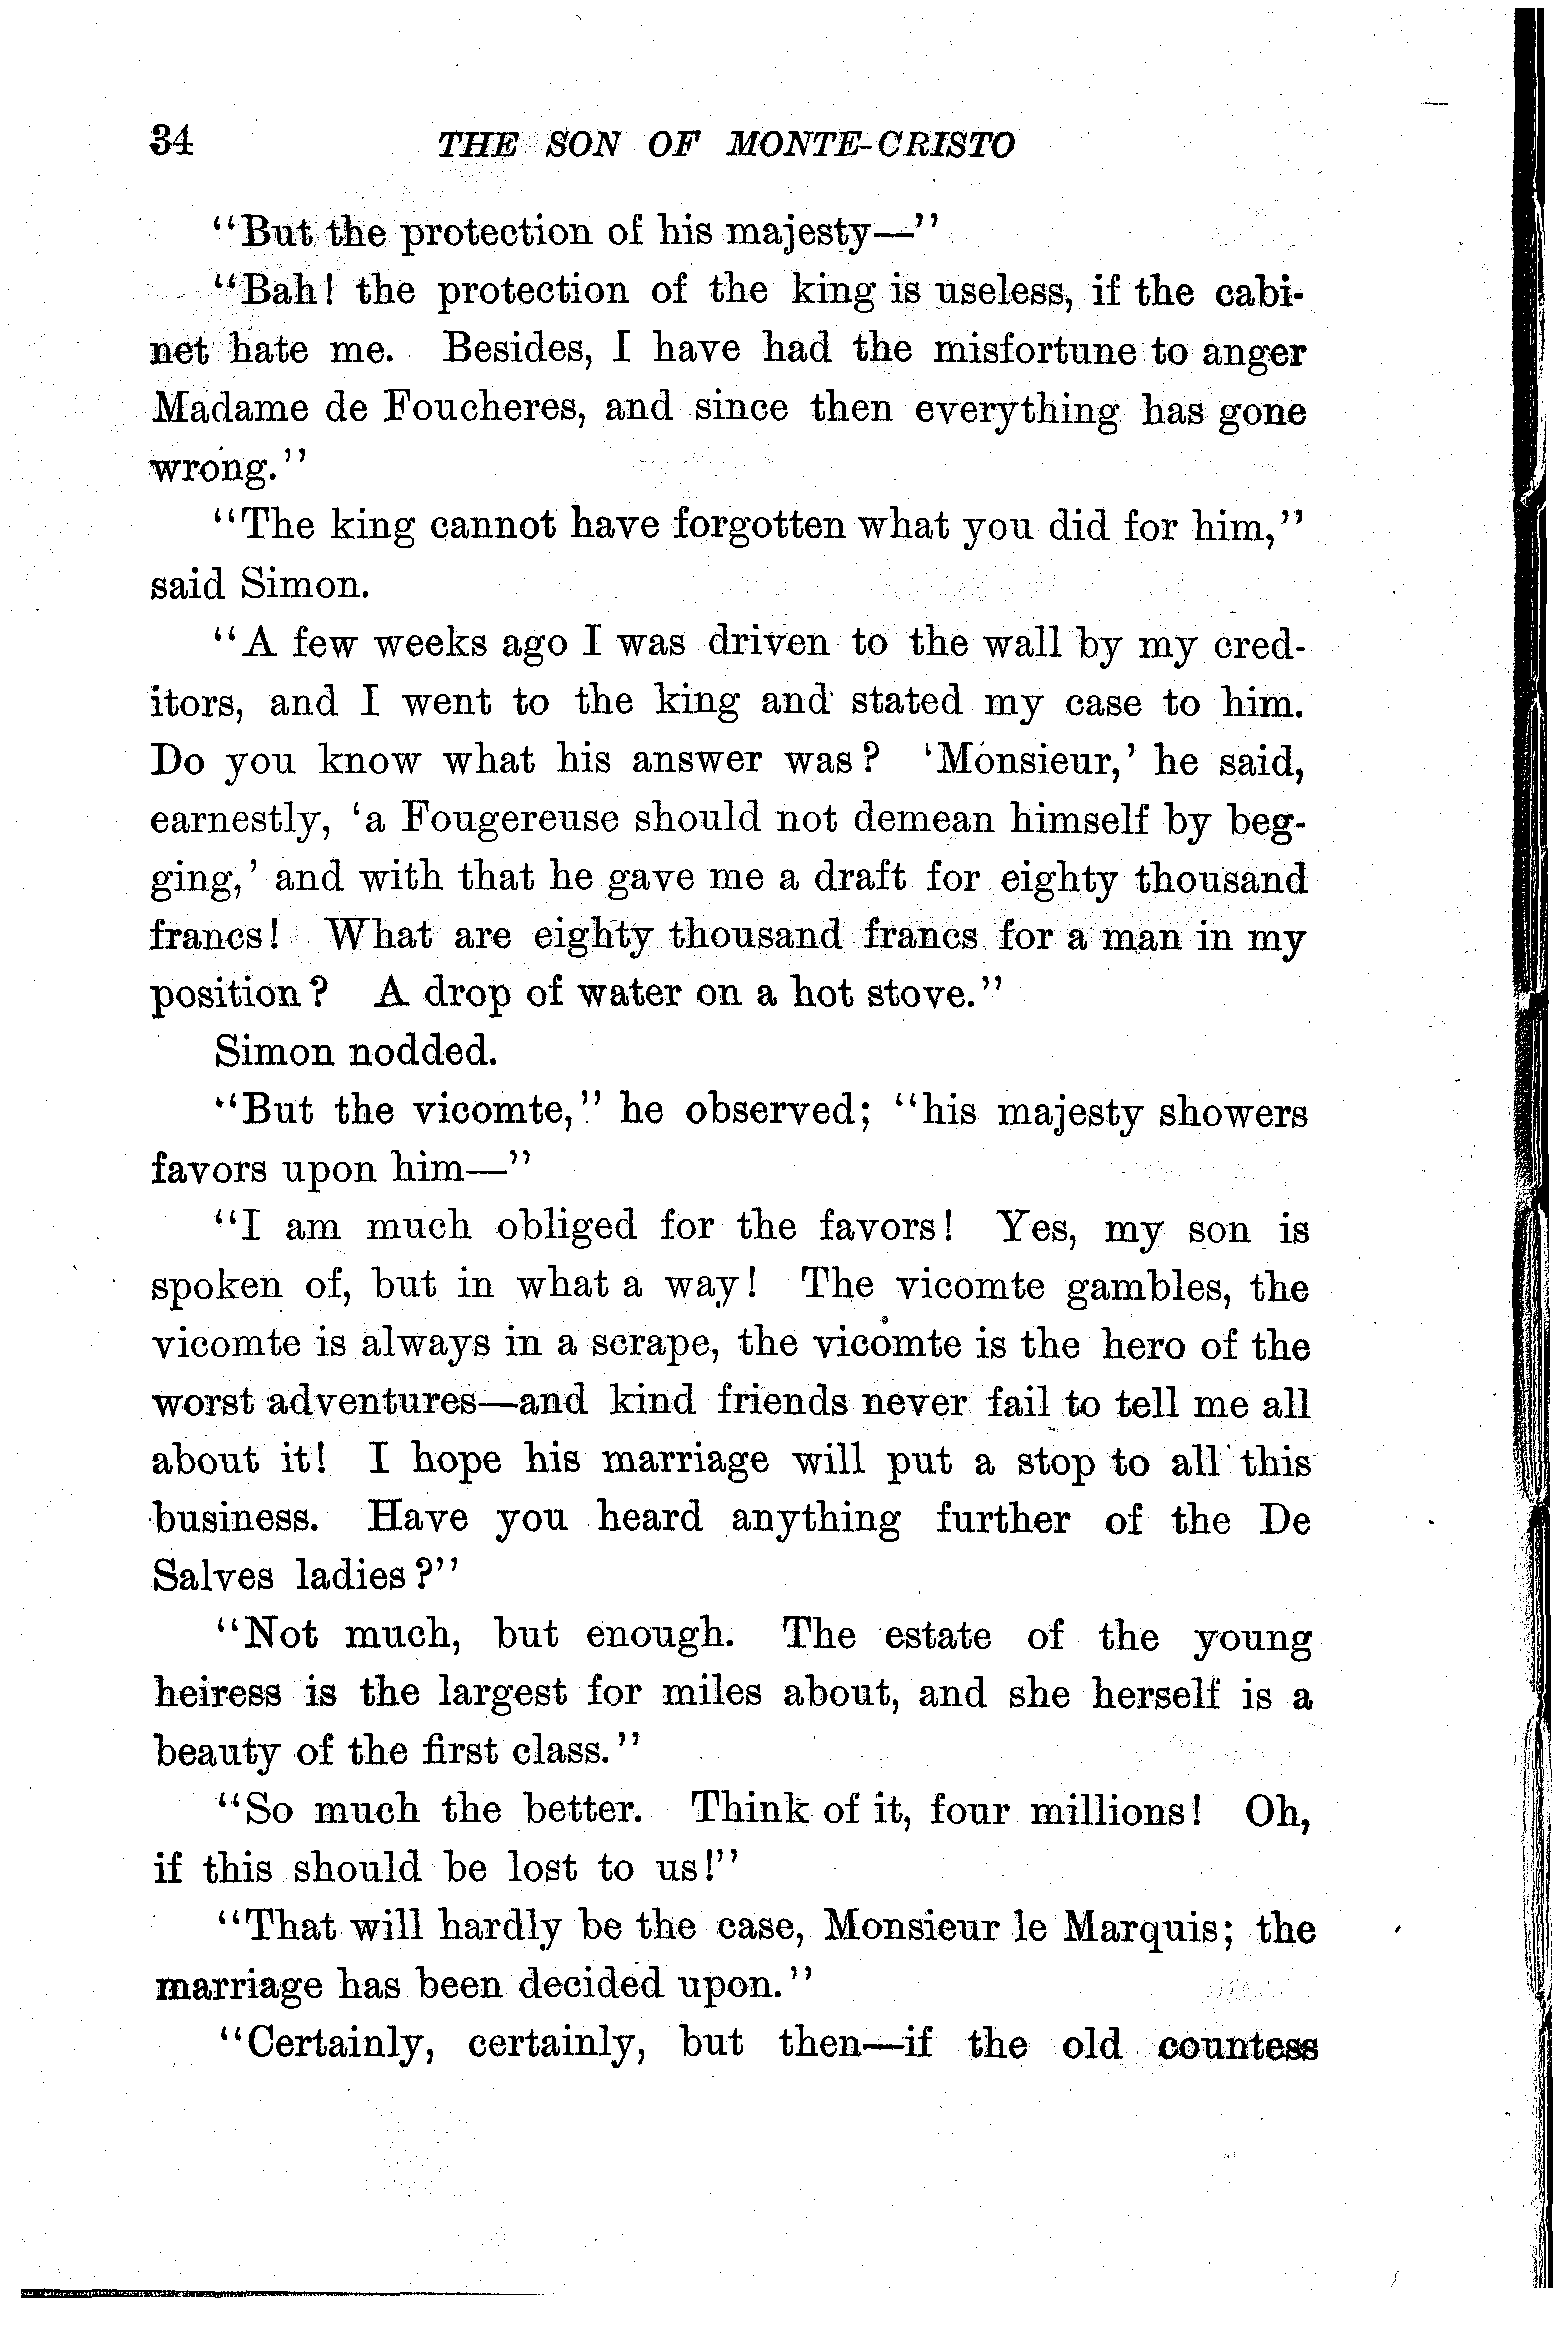 34 THE SON OF MONTE-CRISTO
"But the protection of his majesty—"
"Bah! the protection of the king is useless, if the cabi-
net hate me. Besides, I have had the misfortune to anger
Madame de Foucheres, and since then everything has gone
wrong."
"The king cannot have forgotten what you did for him,"
said Simon.
"A few weeks ago I was driven to the wall by my cred-
itors, and I went to the king and stated my case to him.
Do you know what his answer was? 'Monsieur,' he said,
earnestly, 'a Fougereuse should not demean himself by beg-
ging,' and with that he gave me a draft for eighty thousand
francs! What are eighty thousand francs for a man in my
position? A drop of water on a hot stove."
Simon nodded.
"But the vicomte," he observed; "his majesty showers
favors upon him—"
"I am much obliged for the favors! Yes, my son is
spoken of, but in what a way! The vicomte gambles, the
vicomte is always in a scrape, the vicomte is the hero of the
worst adventures—and kind friends never fail to tell me all
about it! I hope his marriage will put a stop to all this
business. Have you heard anything further of the De
Salves ladies?"
"Not much, but enough. The estate of the young
heiress is the largest for miles about, and she herself is a
beauty of the first class."
"So much the better. Think of it, four millions! Oh,
if this should be lost to us!"
"That will hardly be the case, Monsieur le Marquis; the
marriage has been decided upon."
"Certainly, certainly, but then—if the old countess